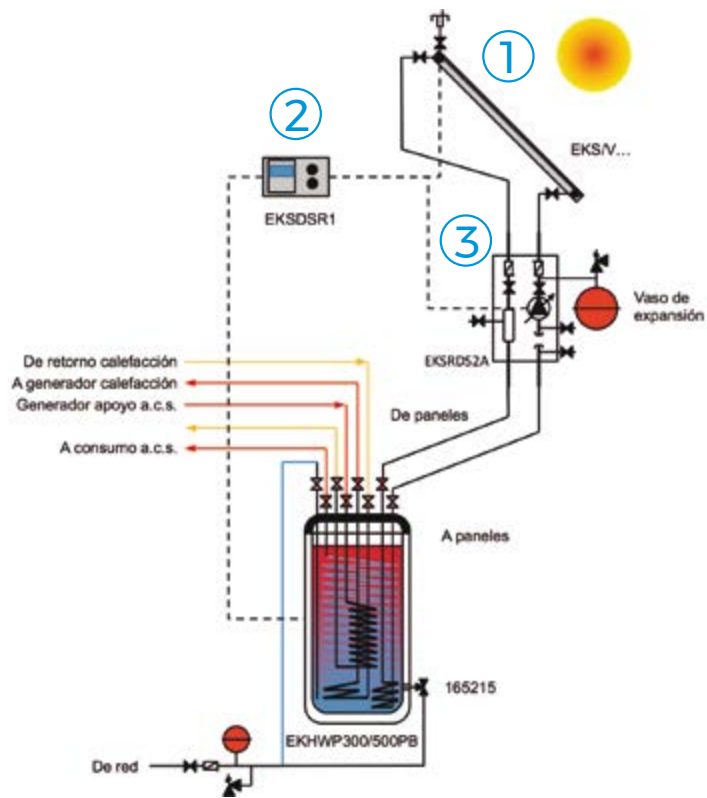 ①
②
EKS/V...
EKSDSR1
③
Vaso de
expansión
EKSRDS2A
De retorno calefacción
A generador calefacción
Generador apoyo a.c.s.
De paneles
A consumo a.c.s.
A paneles
165215
EKHWP300/500PB
De red